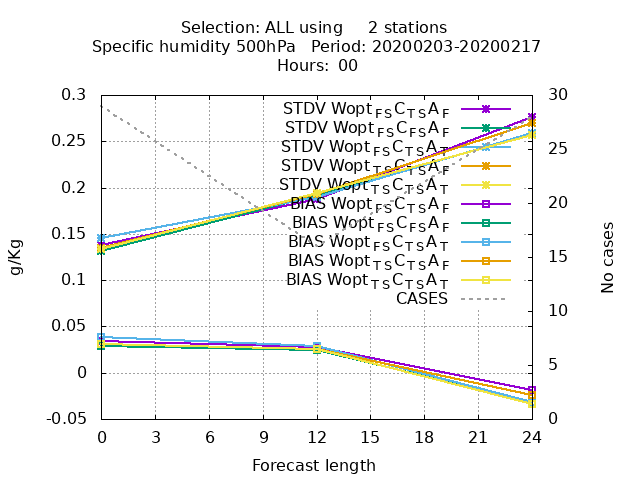 Selection: ALL using 2 stations
Specific humidity 500hPa Period: 20200203-20200217
Hours: 00
0.3
0.25
0.2
0.15
0.1
0.05
0
-0.05
g/Kg
30
25
20
15
10
5
0
No cases
STDV Wopt FS C TS A F
STDV Wopt FS C FS A F
STDV Wopt FS C TS A T
STDV Wopt TS C TS A F
STDV Wopt TS C TS A T
BIAS Wopt FS C TS A F
BIAS Wopt FS C FS A F
BIAS Wopt FS C TS A T
BIAS Wopt TS C TS A F
BIAS Wopt TS C TS A T
CASES
0 3 6 9 12 15 18 21 24
Forecast length